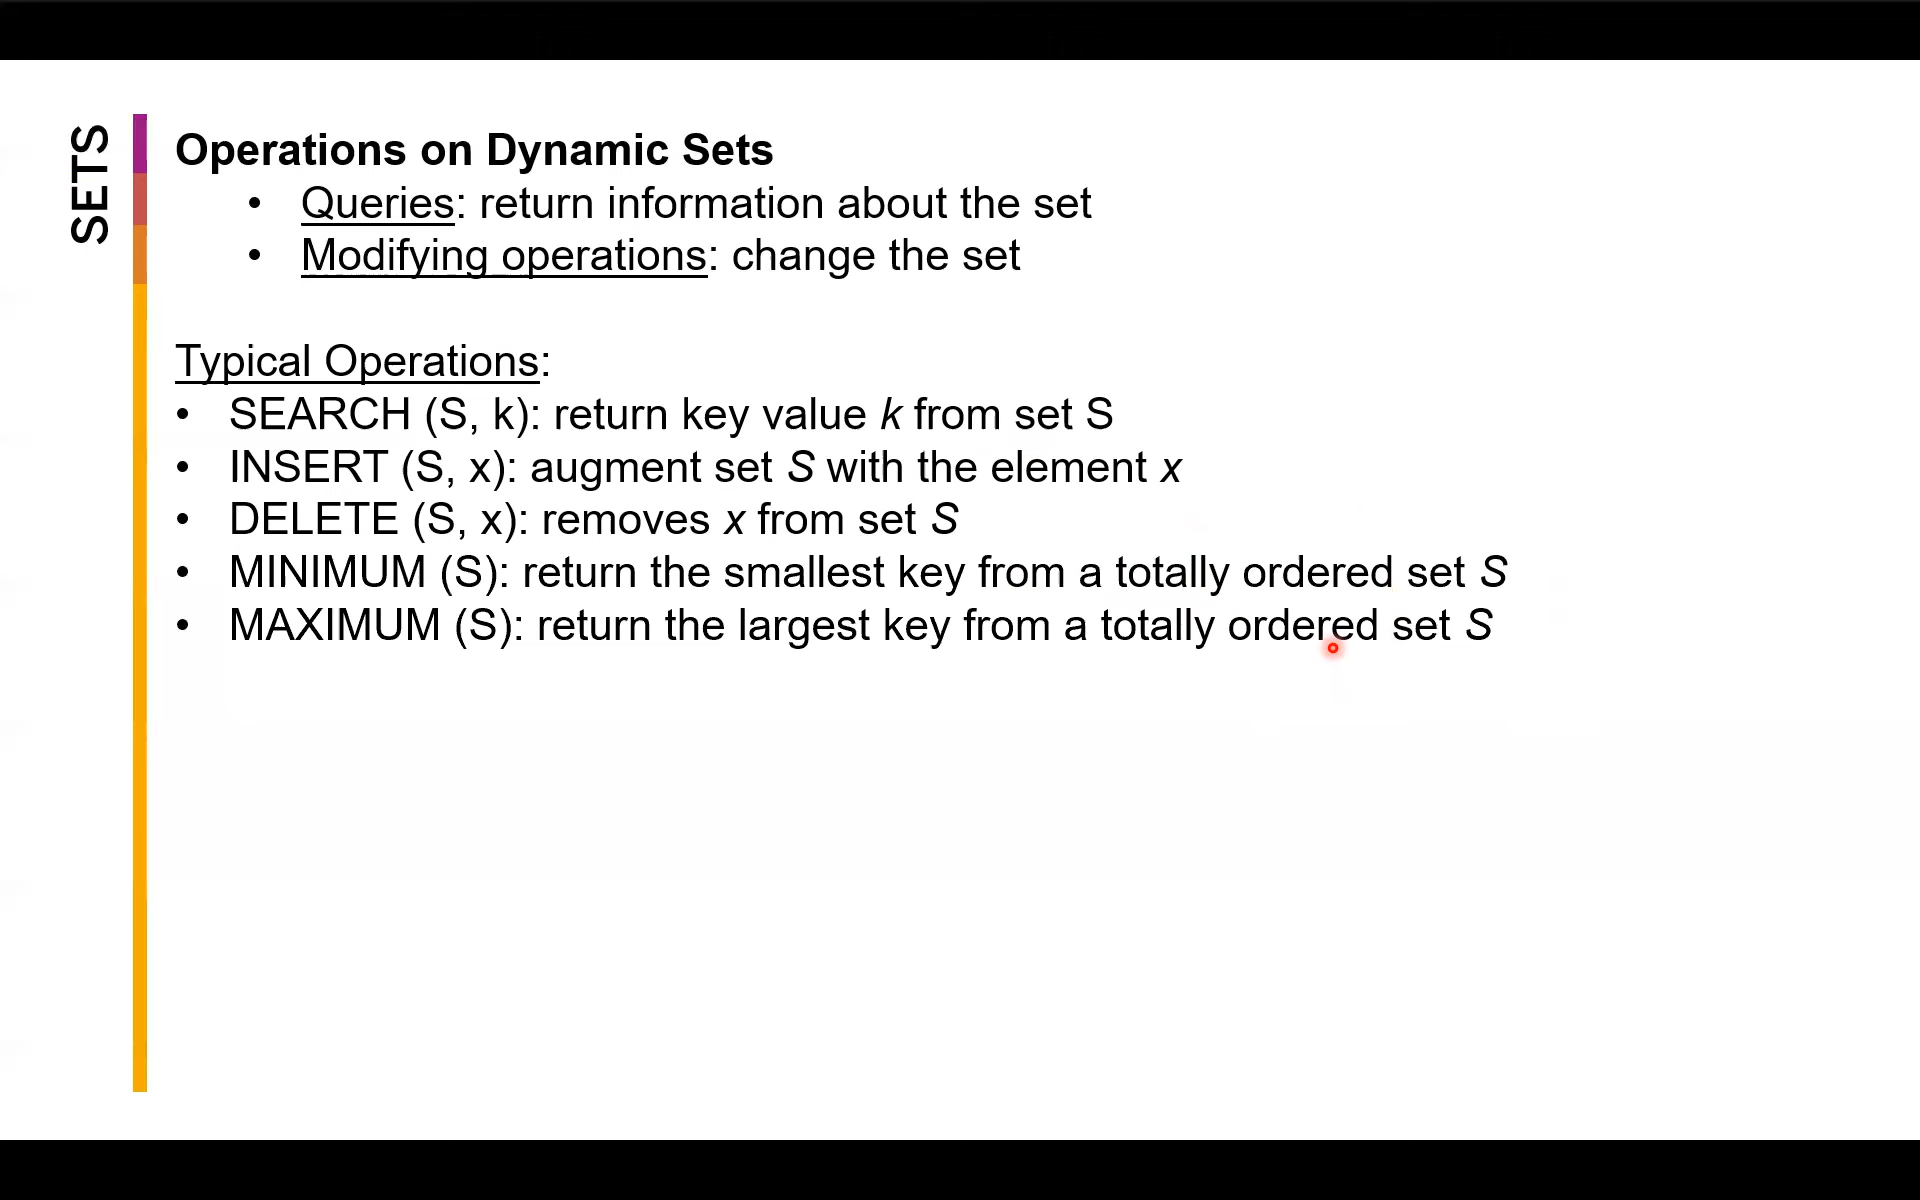 SETS
Operations on Dynamic Sets
• Queries: return information about the set
• Modifying operations: change the set
Typical Operations:
• SEARCH (S, k): return key value k from set S
• INSERT (S, x): augment set S with the element x
• DELETE (S, x): removes x from set S
• MINIMUM (S): return the smallest key from a totally ordered set S
• MAXIMUM (S): return the largest key from a totally ordered set S